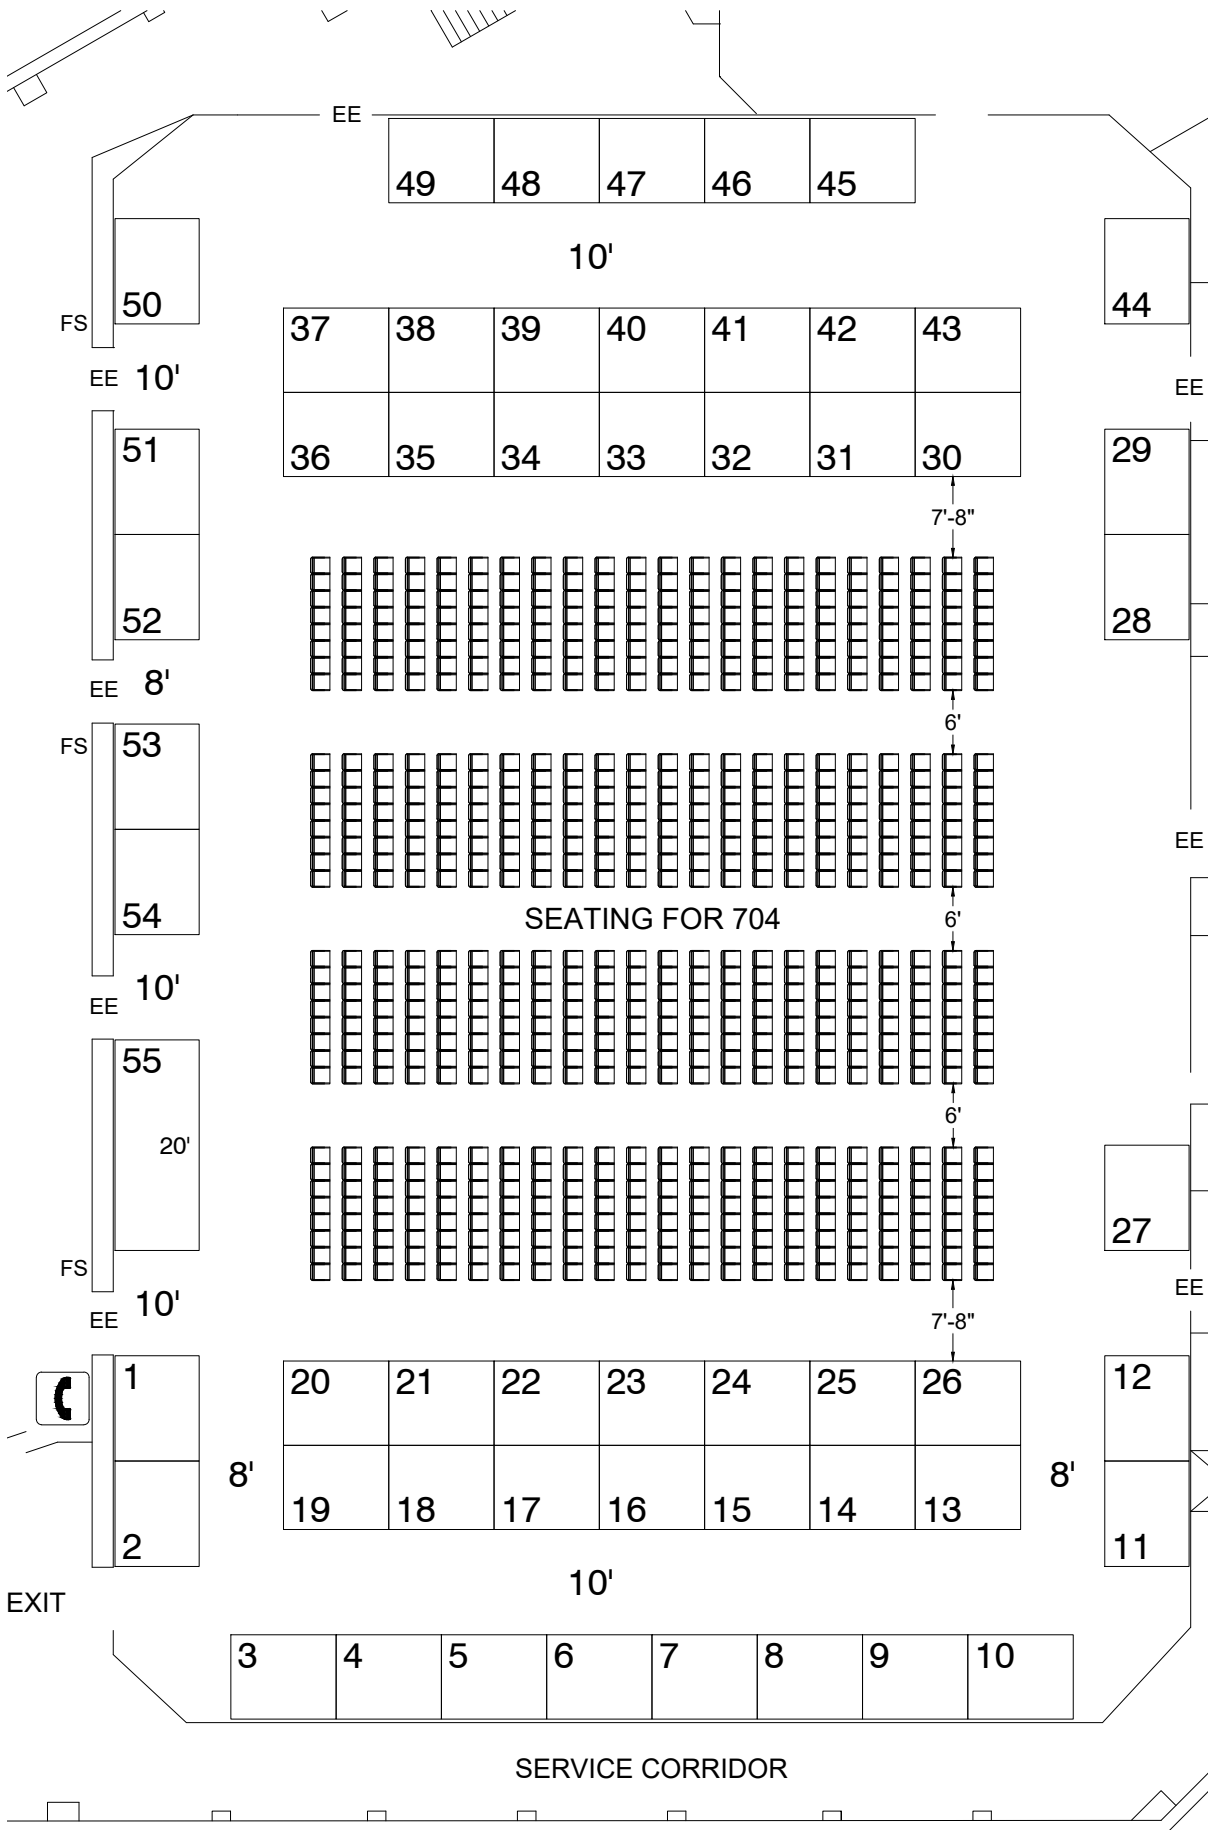 EE
49 48 47 46 45
10'
50
44
FS
37 38 39 40 41 42 43
EE 10'
EE
51
29
36 35 34 33 32 31 30
7'-8"
52
28
EE 8'
6'
FS 53
EE
54
SEATING FOR 704
6'
EE 10'
55
20'
6'
27
FS
EE
EE 10'
7'-8"
1
20 21 22 23 24 25 26
12
8'
8'
19 18 17 16 15 14 13
2
11
10'
EXIT
3 4 5 6 7 8 9 10
SERVICE CORRIDOR